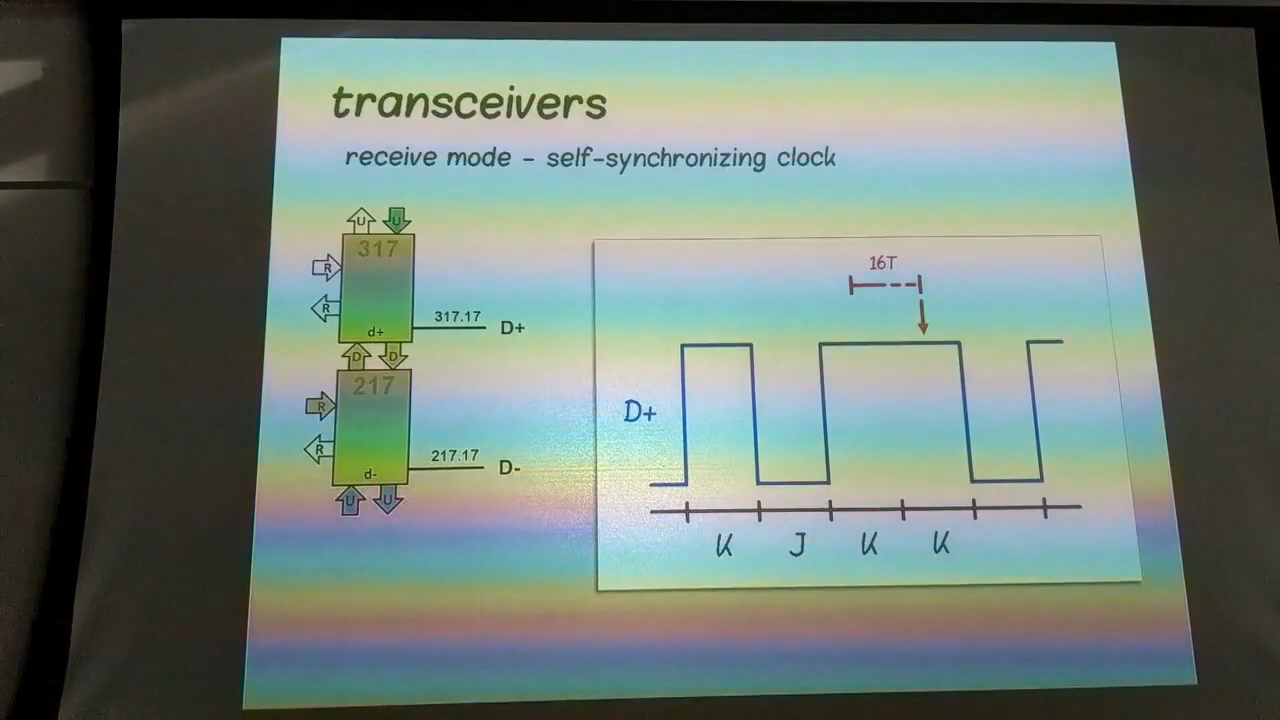 transceivers
receive mode - self-synchronizing clock
U U
317
R
R
d+
317.17 D+
D D
217
R
R
217.17 D-
d-
U U
16T
D+
K J K K